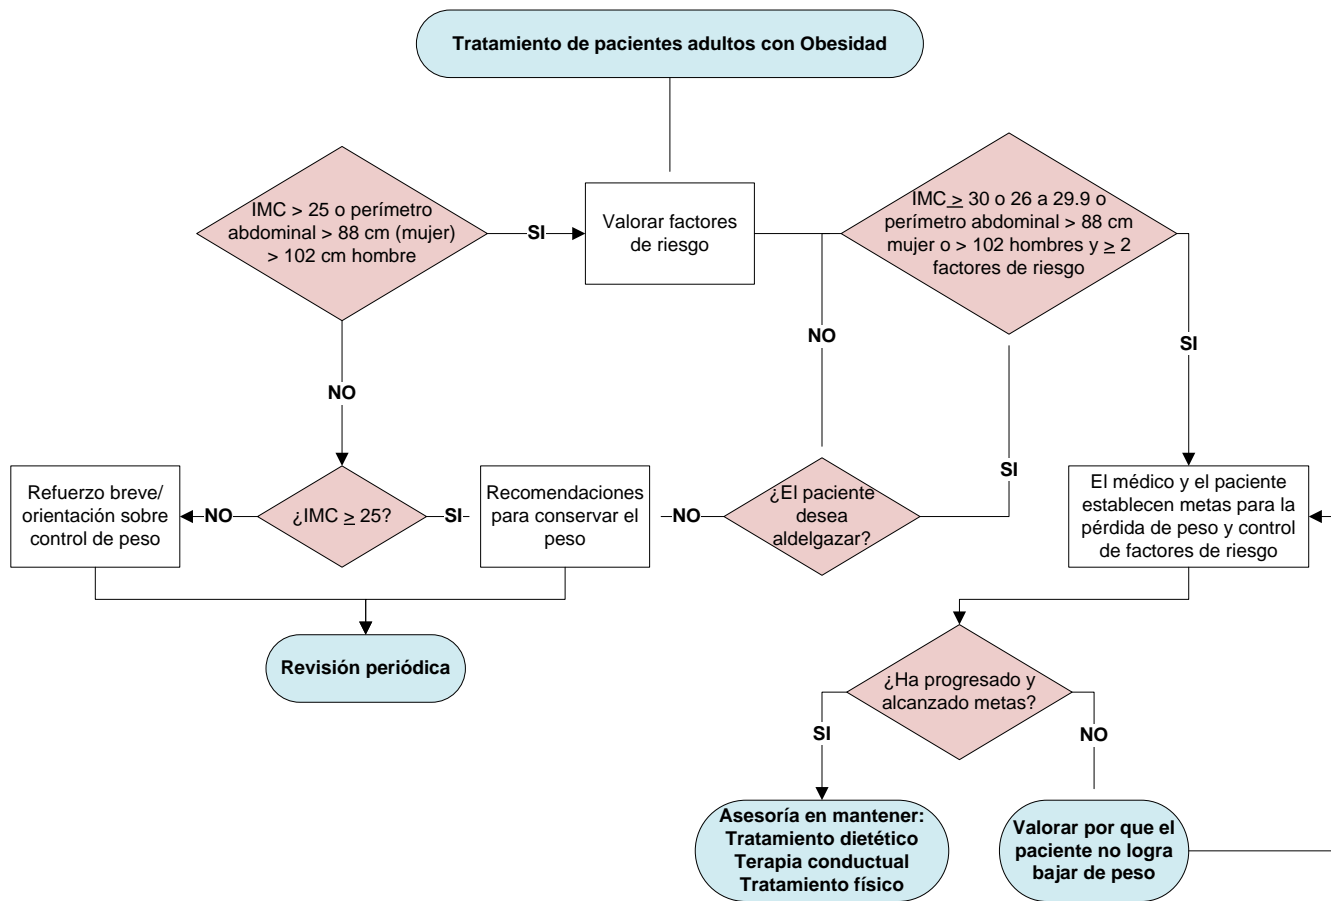 Tratamiento de pacientes adultos con Obesidad
IMC > 25 o perímetro
abdominal > 88 cm (mujer)
> 102 cm hombre
SI
Valorar factores
de riesgo
IMC ≥ 30 o 26 a 29.9 o
perímetro abdominal > 88 cm
mujer o > 102 hombres y ≥ 2
factores de riesgo
NO
NO
SI
SI
Refuerzo breve/
orientación sobre
control de peso
NO
¿IMC ≥ 25?
SI
Recomendaciones
para conservar el
peso
NO
¿El paciente
desea
aldelgazar?
El médico y el paciente
establecen metas para la
pérdida de peso y control
de factores de riesgo
Revisión periódica
¿Ha progresado y
alcanzado metas?
SI
NO
Asesoría en mantener:
Tratamiento dietético
Terapia conductual
Tratamiento físico
Valorar por que el
paciente no logra
bajar de peso